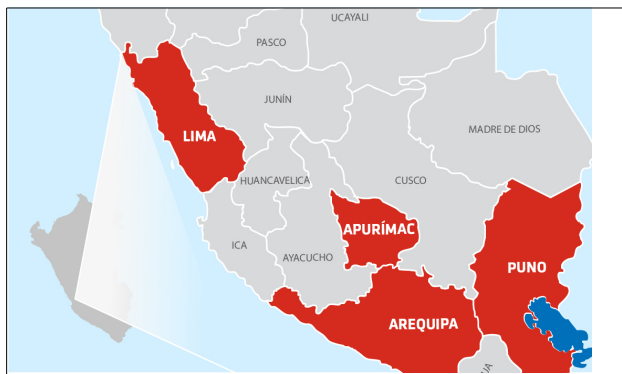 UCAYALI
PASCO
JUNÍN
LIMA
MADRE DE DIOS
HUANCAVELICA
CUSCO
APURÍMAC
ICA
AYACUCHO
PUNO
AREQUIPA